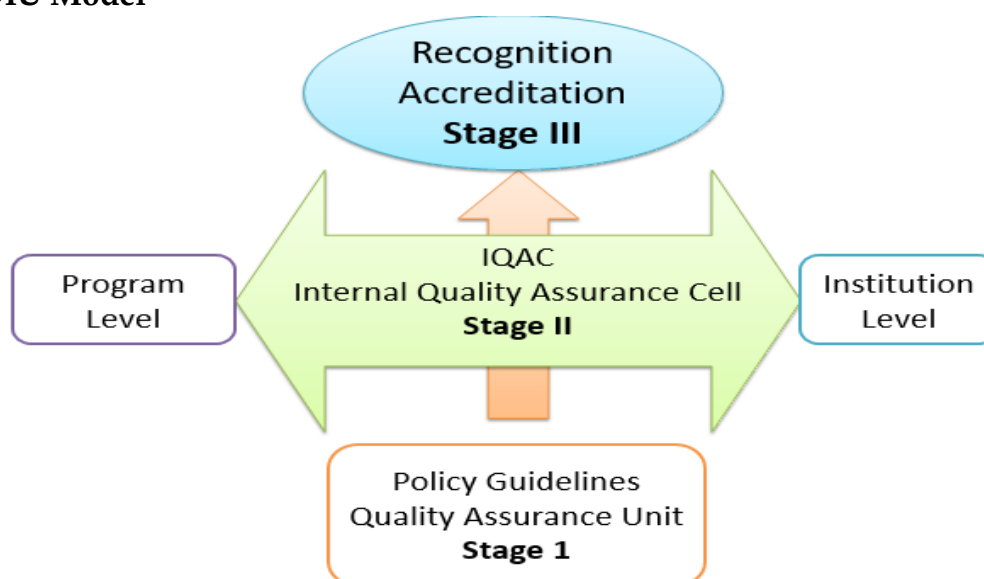 Model
Recognition
Accreditation
Stage III
IQAC
Internal Quality Assurance Cell
Stage II
Program
Level
Institution
Level
Policy Guidelines
Quality Assurance Unit
Stage 1